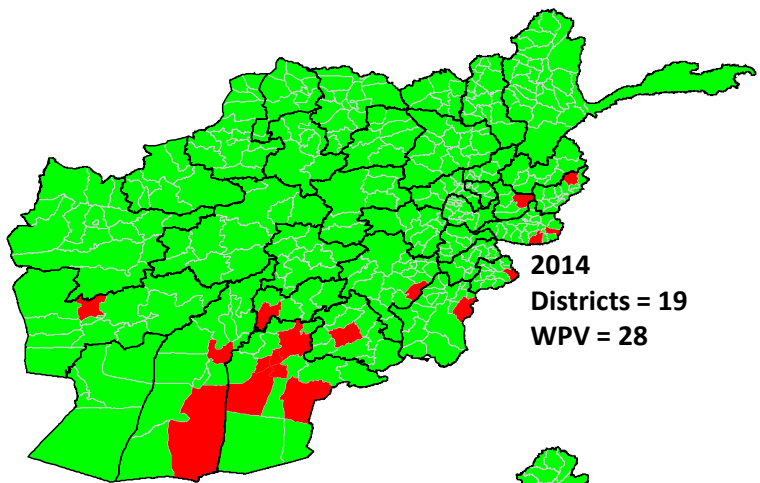 2014
Districts = 19
WPV = 28